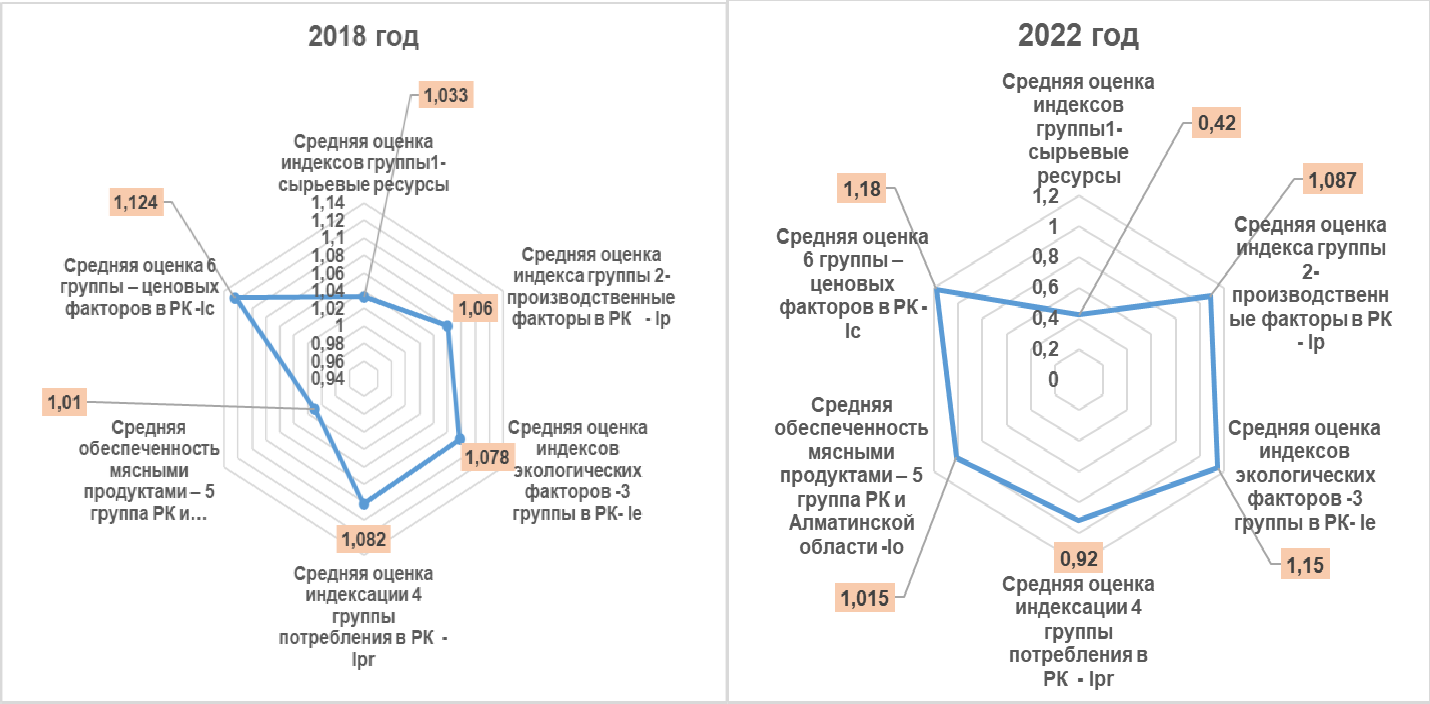 2018 год
1,033
Средняя оценка
индексов группы1-
сырьевые ресурсы
1,124
1,14
1,12
1,1
1,08
1,06
1,04
1,02
1
0,98
0,96
0,94
Средняя оценка
индекса группы 2-
производственные
факторы в РК - Ip
1,06
Средняя оценка 6
группы – ценовых
факторов в РК -Ic
1,01
Средняя
обеспеченность
мясными
продуктами – 5
группа РК и...
Средняя оценка
индексов
экологических
факторов -3
группы в РК- Ie
1,078
1,082
Средняя оценка
индексации 4
группы
потребления в РК -
Ipr
2022 год
Средняя оценка
индексов
группы1-
сырьевые
ресурсы
0,42
1,18
1,087
1,2
1
0,8
0,6
0,4
0,2
0
Средняя оценка
индекса группы
2-
производственн
ые факторы в РК
- Ip
Средняя оценка
6 группы –
ценовых
факторов в РК -
Ic
Средняя
обеспеченность
мясными
продуктами – 5
группа РК и
Алматинской
области -Io
Средняя оценка
индексов
экологических
факторов -3
группы в РК- Ie
1,15
1,015
0,92
Средняя оценка
индексации 4
группы
потребления в
РК - Ipr